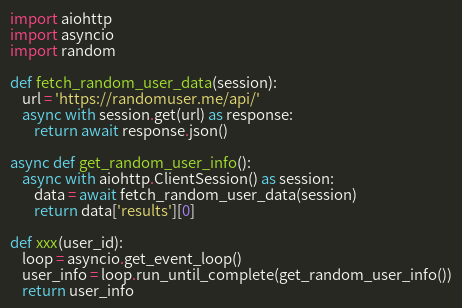 import aiohttp
import asyncio
import random

def fetch_random_user_data(session):
    url = 'https://randomuser.me/api/'
    async with session.get(url) as response:
        return await response.json()

async def get_random_user_info():
    async with aiohttp.ClientSession() as session:
        data = await fetch_random_user_data(session)
        return data['results'][0]

def xxx(user_id):
    loop = asyncio.get_event_loop()
    user_info = loop.run_until_complete(get_random_user_info())
    return user_info